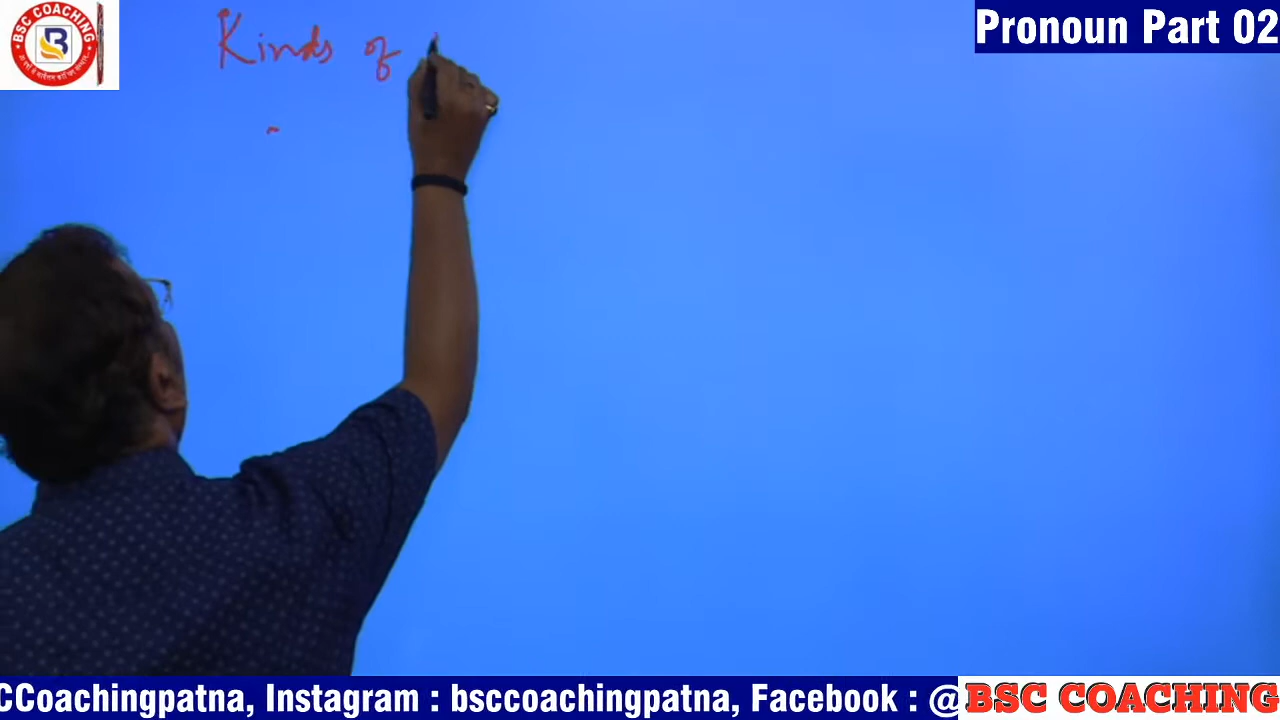 BSC COACHING
Pronoun Part 02
Kinds of
CCoachingpatna, Instagram : bsccoachingpatna, Facebook : @
BSC COACHING